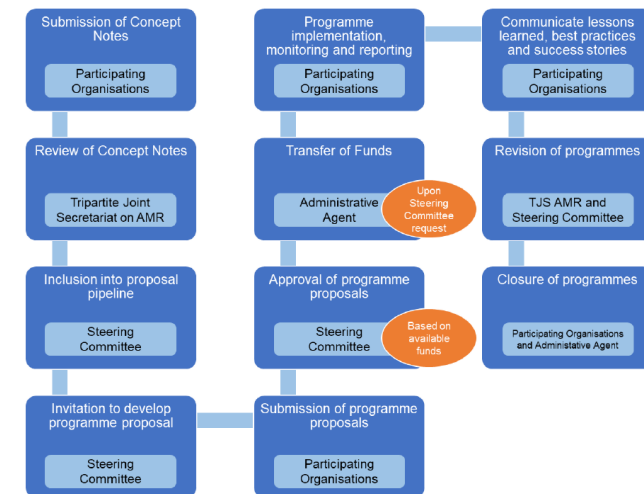 Submission of Concept
Notes
Participating
Organisations
Review of Concept Notes
Tripartite Joint
Secretariat on AMR
Inclusion into proposal
pipeline
Steering
Committee
Invitation to develop
programme proposal
Steering
Committee
Submission of programme
proposals
Participating
Organisations
Approval of programme
proposals
Steering
Committee
Based on
available
funds
Transfer of Funds
Administrative
Agent
Upon
Steering
Committee
request
Programme
implementation,
monitoring and reporting
Participating
Organisations
Communicate lessons
learned, best practices
and success stories
Participating
Organisations
Revision of programmes
TJS AMR and
Steering Committee
Closure of programmes
Participating Organisations
and Administative Agent